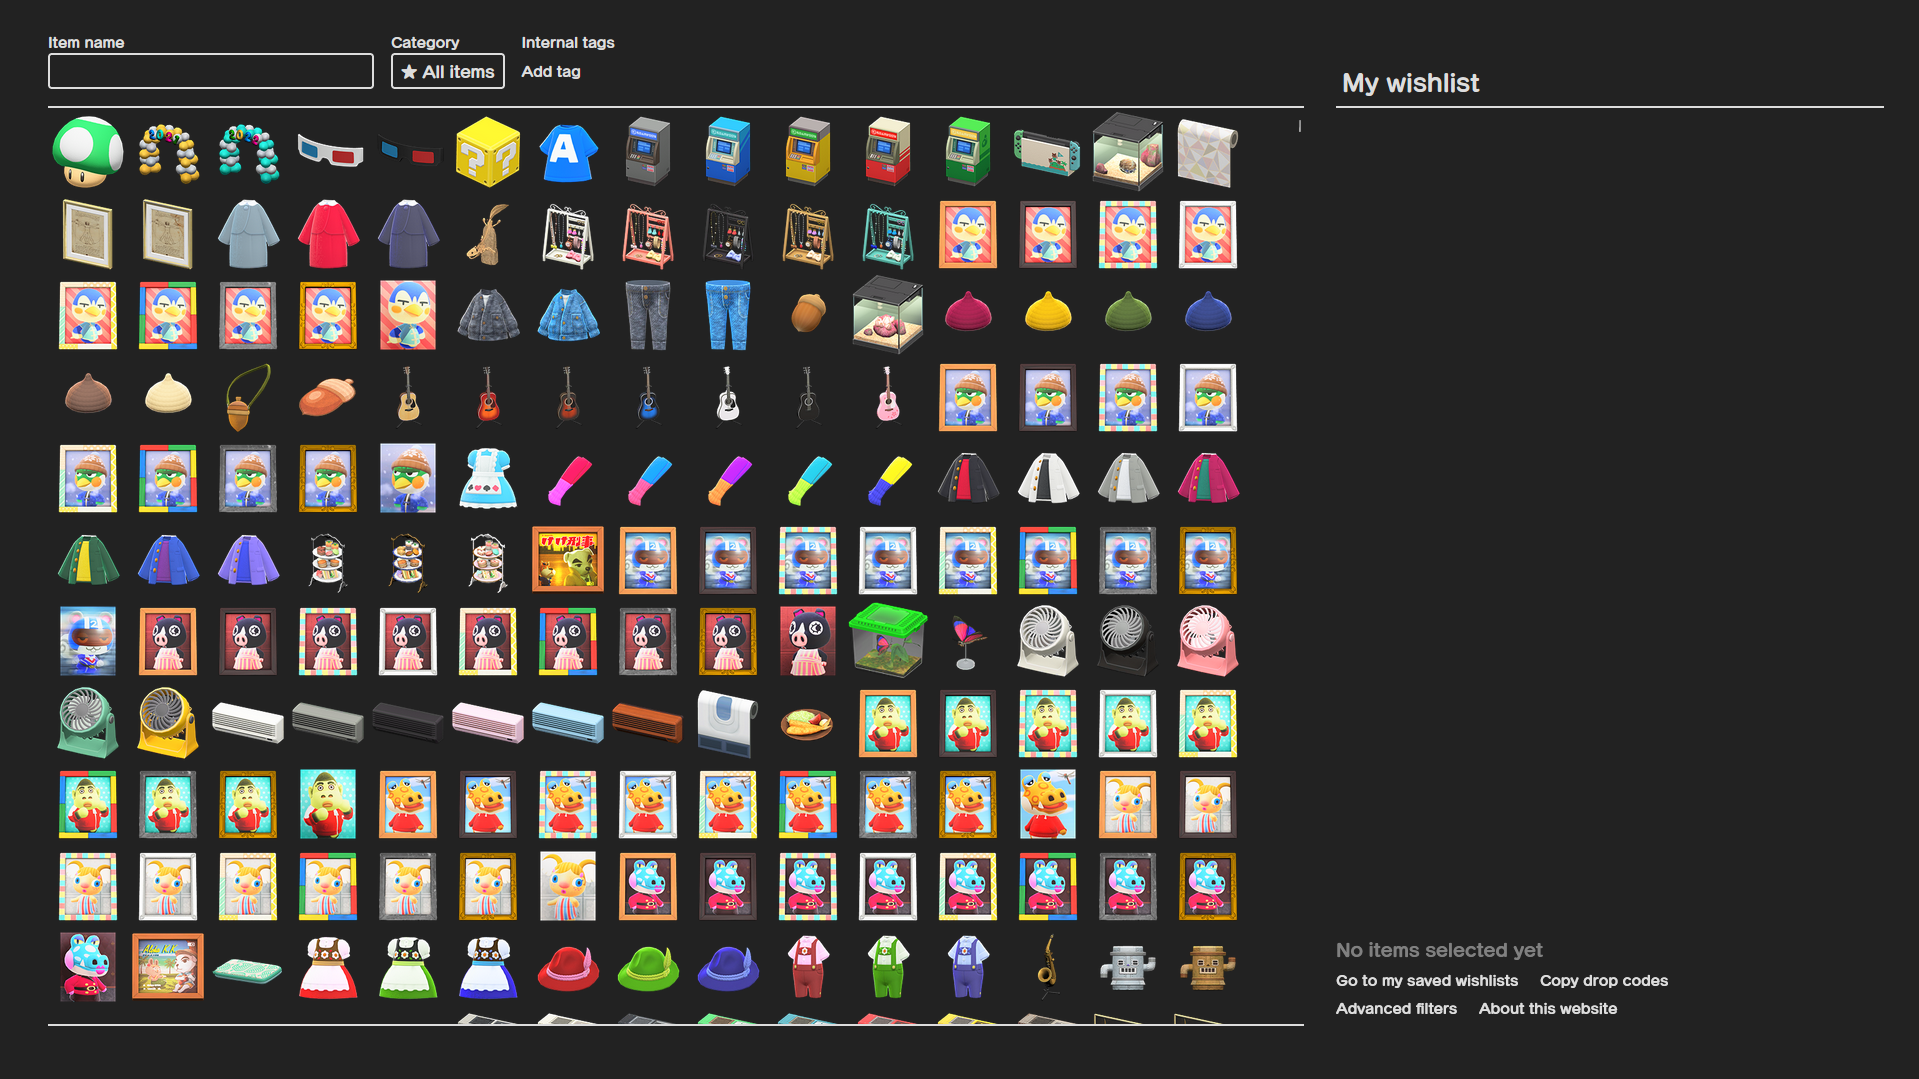 Item name
Category
Internal tags
★ All items
Add tag
My wishlist
A
No items selected yet
Go to my saved wishlists
Copy drop codes
Advanced filters
About this website